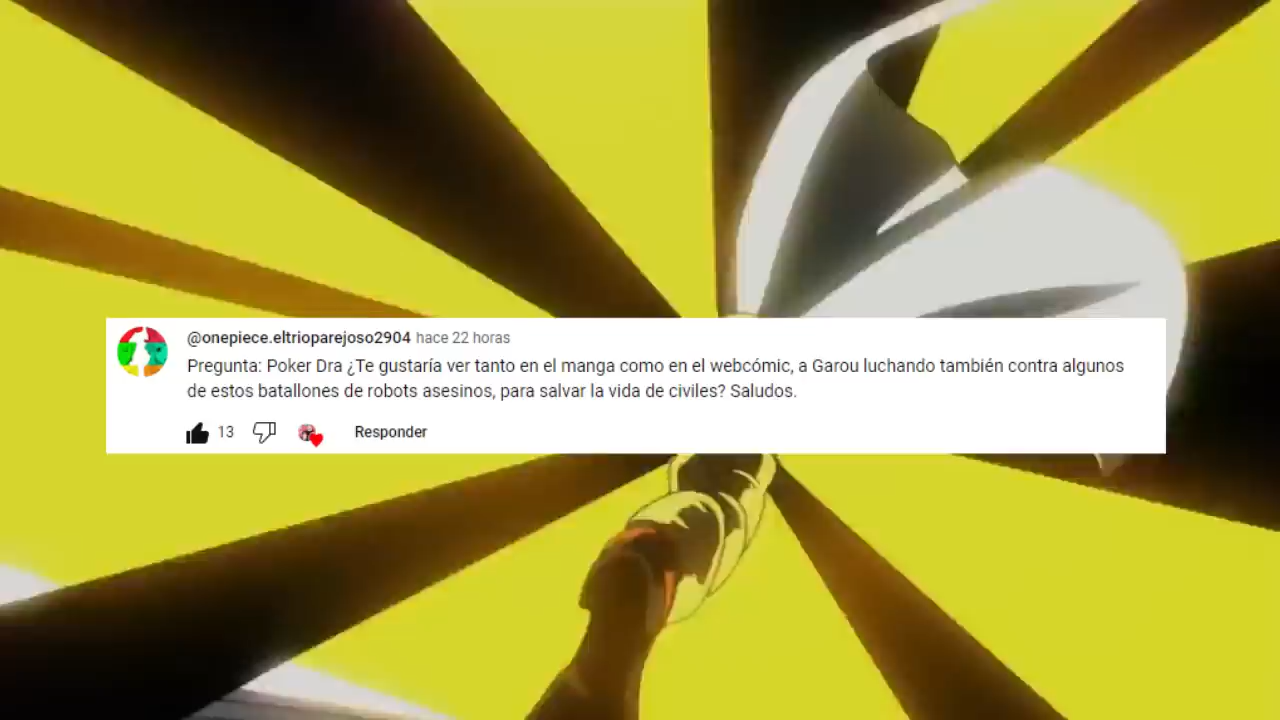 @onepiece.eltrioparejoso2904 hace 22 horas
Pregunta: Poker Dra ¿Te gustaría ver tanto en el manga como en el webcómic, a Garou luchando también contra algunos
de estos batallones de robots asesinos, para salvar la vida de civiles? Saludos.
13 Responder